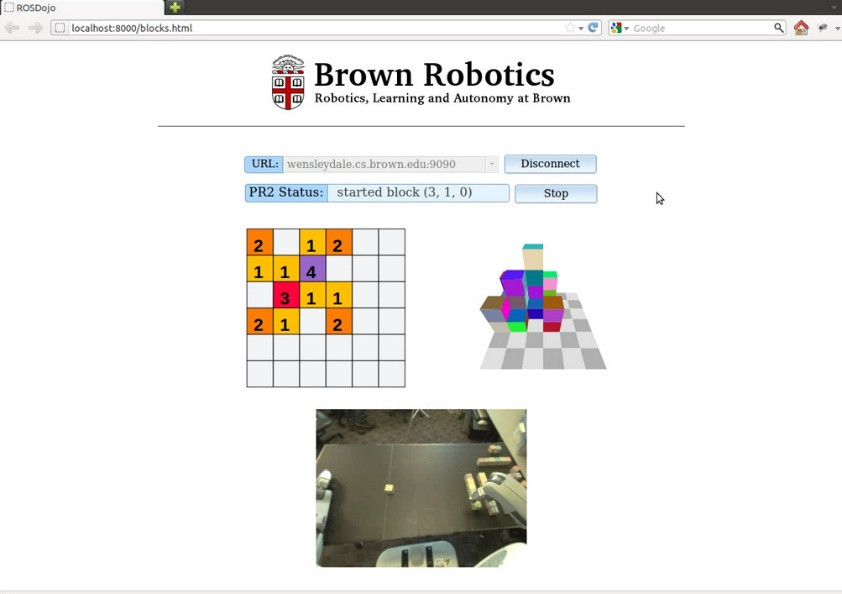 ROSDojo
localhost:8000/blocks.html
Google
Brown Robotics
Robotics, Learning and Autonomy at Brown
URL: wensleydale.cs.brown.edu:9090 Disconnect
PR2 Status: started block (3, 1, 0) Stop
2 1 2
1 1 4
3 1 1
2 1 2